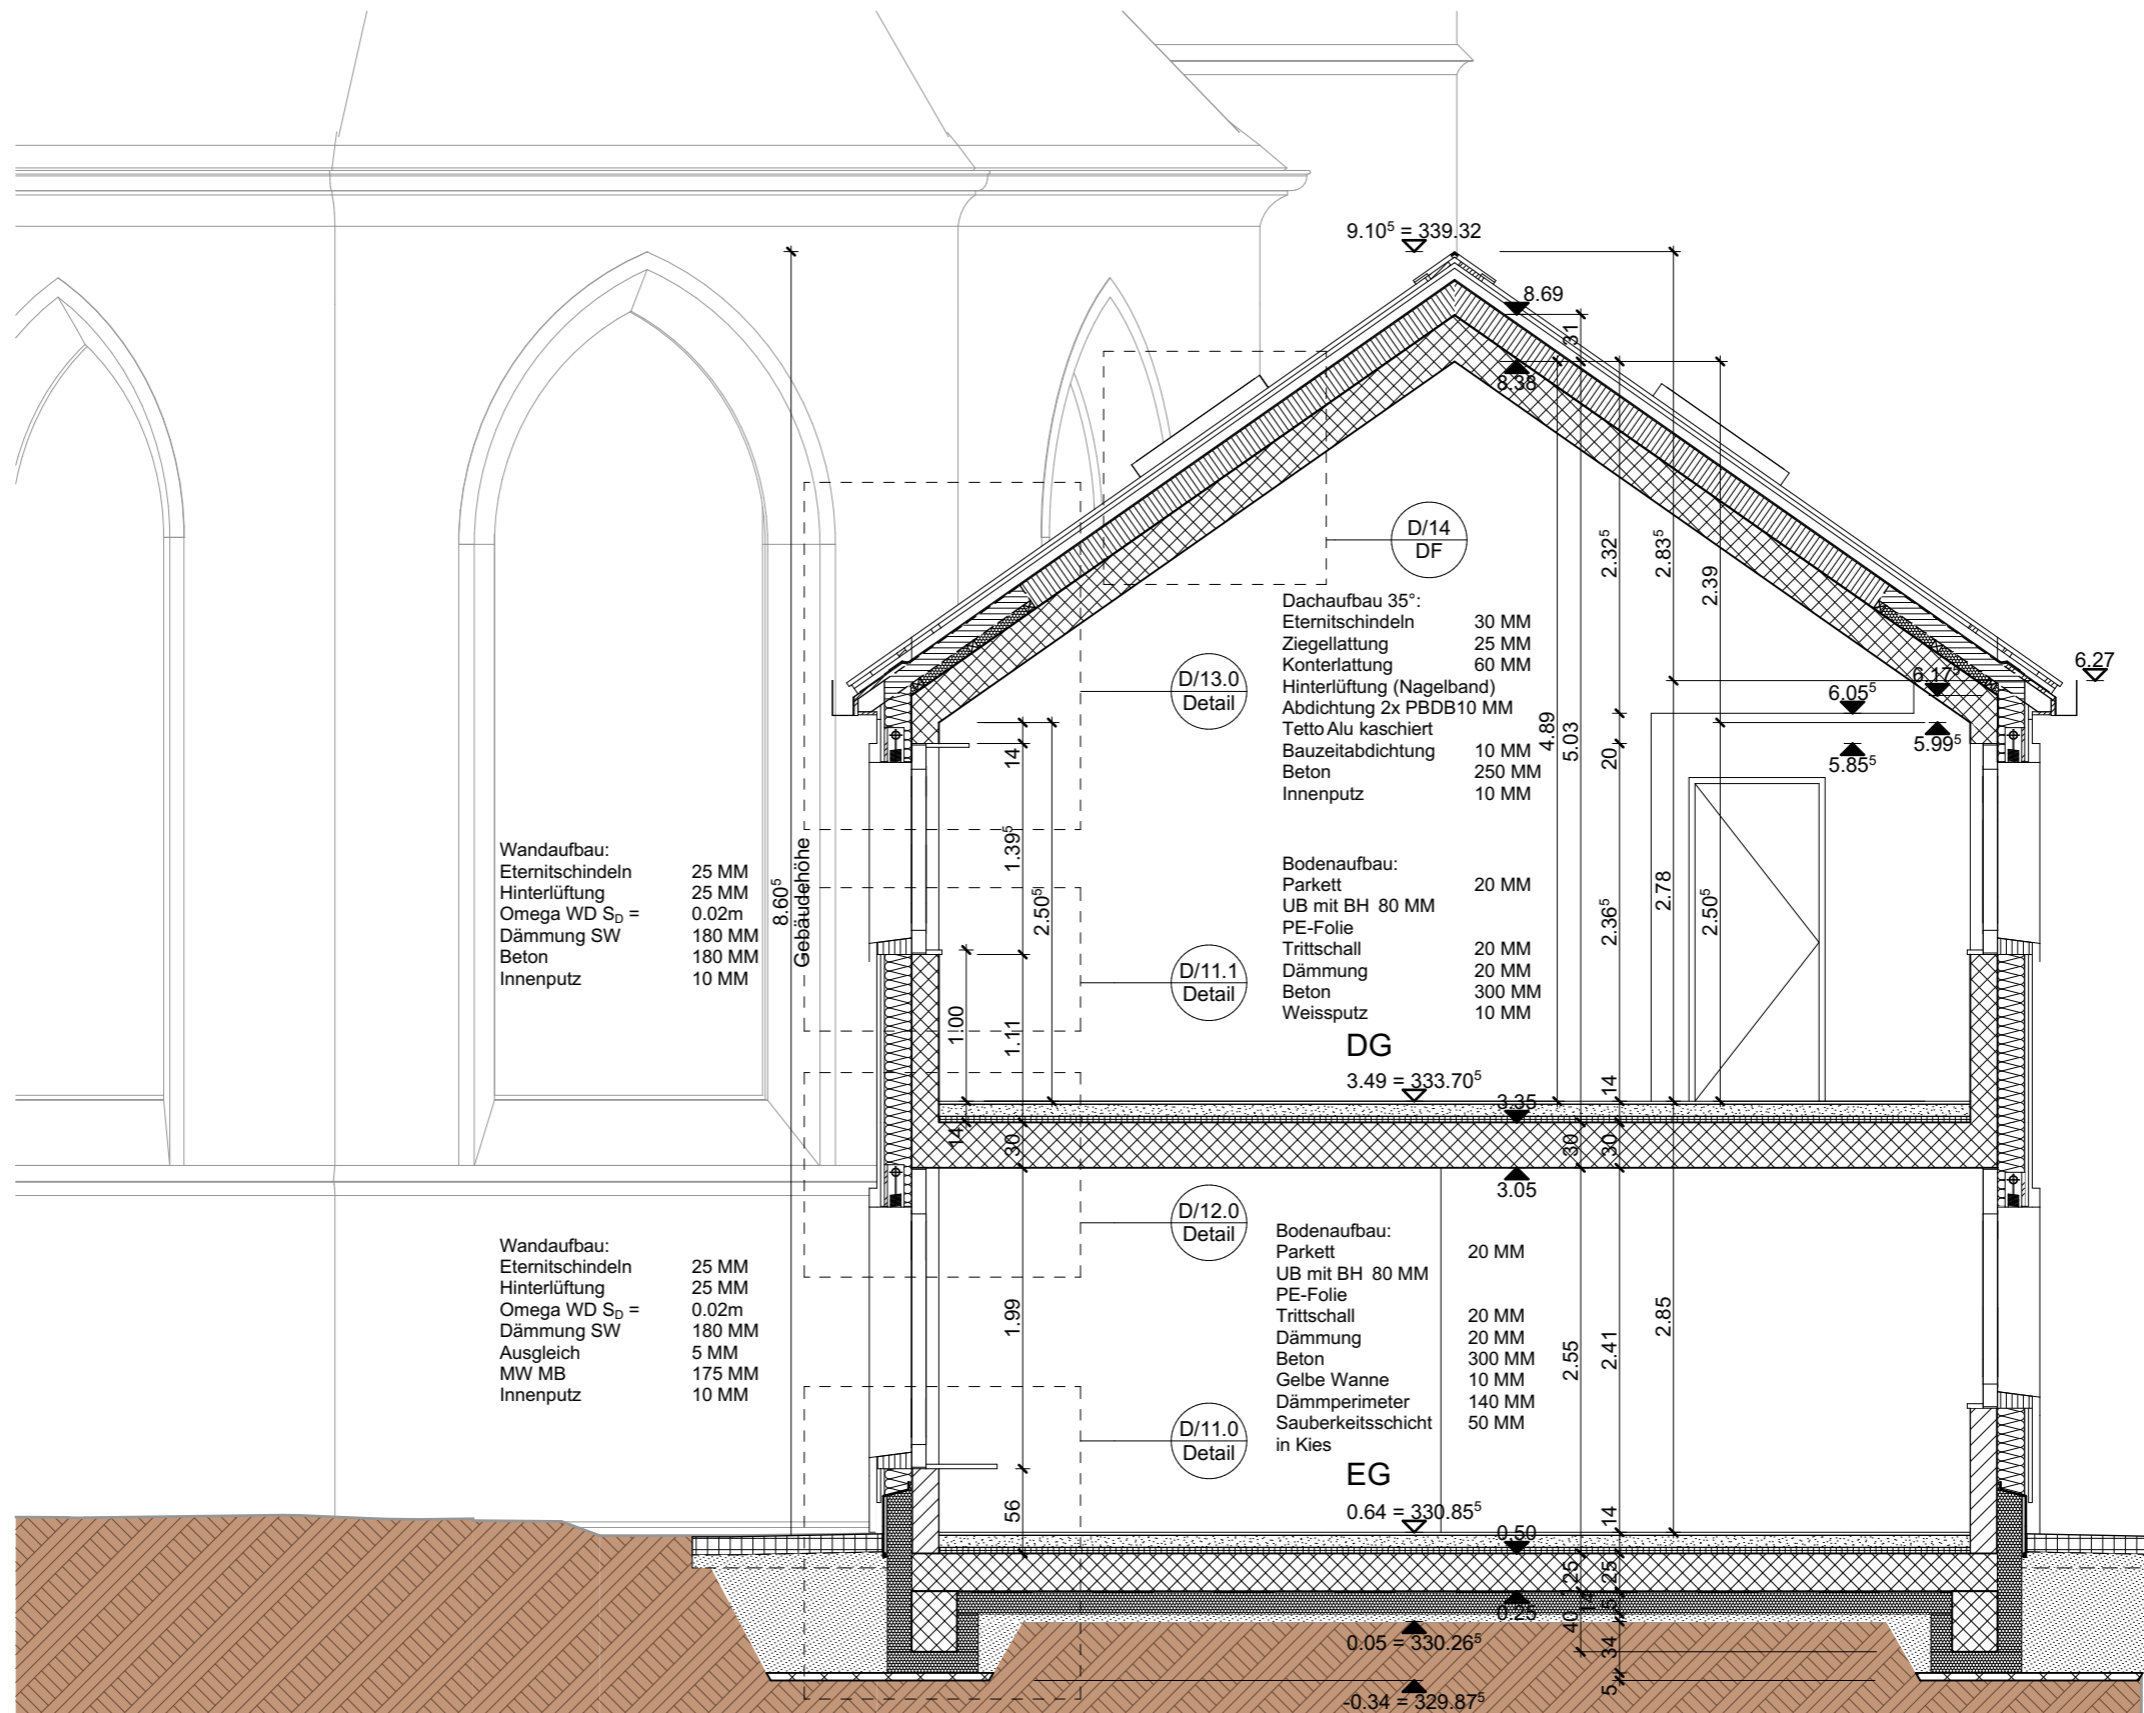 9.10⁵ = 339.32
8.69
31
8.38
D/14
DF
2.32⁵
2.83⁵
2.39
Dachaufbau 35°:
Eternitschindeln 30 MM
Ziegellattung 25 MM
Konterlattung 60 MM
Hinterlüftung (Nagelband)
Abdichtung 2x PBDB10 MM
Tetto Alu kaschiert
Bauzeitabdichtung 10 MM
Beton 250 MM
Innenputz 10 MM
D/13.0
Detail
6.27
6.17⁵
6.05⁵
5.99⁵
5.85⁵
4.89
5.03
20
14
1.39⁵
2.50⁵
8.60⁵
Gebäudehöhe
Wandaufbau:
Eternitschindeln 25 MM
Hinterlüftung 25 MM
Omega WD S_D = 0.02m
Dämmung SW 180 MM
Beton 180 MM
Innenputz 10 MM
Bodenaufbau:
Parkett 20 MM
UB mit BH 80 MM
PE-Folie
Trittschall 20 MM
Dämmung 20 MM
Beton 300 MM
Weissputz 10 MM
2.36⁵
2.78
2.50⁵
D/11.1
Detail
1.00
1.11
DG
3.49 = 333.70⁵
14
3.35
14
30
30
30
3.05
D/12.0
Detail
Wandaufbau:
Eternitschindeln 25 MM
Hinterlüftung 25 MM
Omega WD S_D = 0.02m
Dämmung SW 180 MM
Ausgleich 5 MM
MW MB 175 MM
Innenputz 10 MM
1.99
Bodenaufbau:
Parkett 20 MM
UB mit BH 80 MM
PE-Folie
Trittschall 20 MM
Dämmung 20 MM
Beton 300 MM
Gelbe Wanne 10 MM
Dämmperimeter 140 MM
Sauberkeitsschicht 50 MM
in Kies
2.55
2.41
2.85
D/11.0
Detail
EG
0.64 = 330.85⁵
56
14
0.50
25
25
0.25
40
14
5
0.05 = 330.26⁵
34
5
-0.34 = 329.87⁵